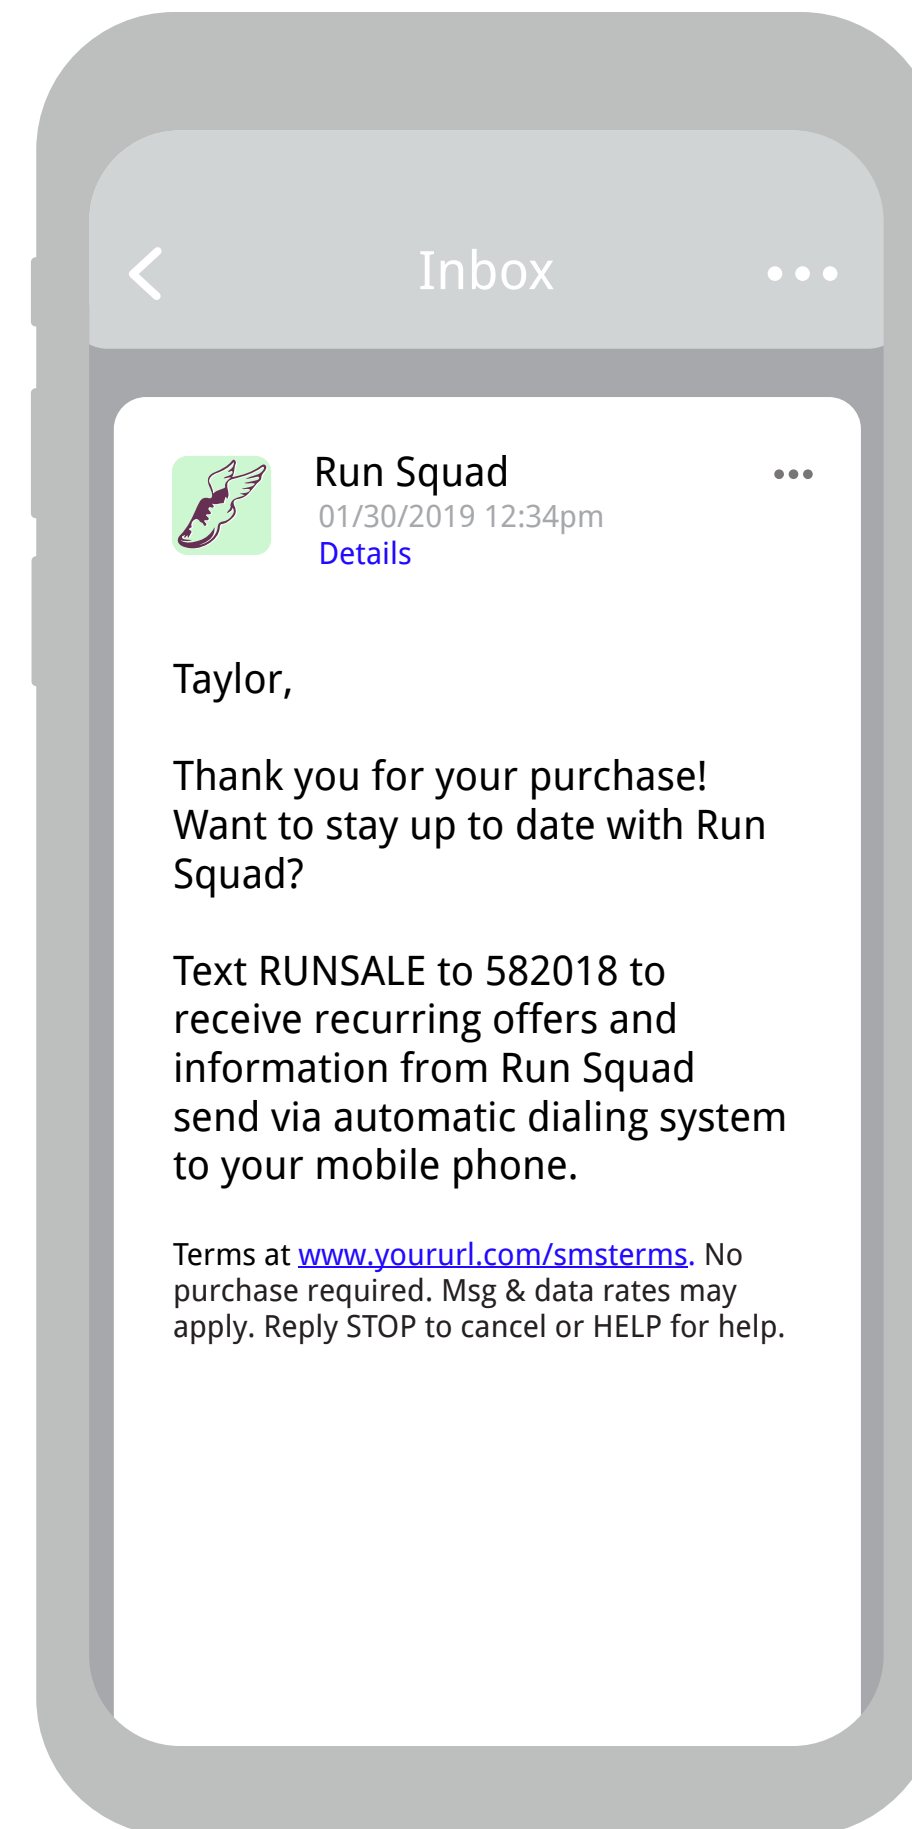 Inbox
Run Squad
01/30/2019 12:34pm
Details
Taylor,
Thank you for your purchase!
Want to stay up to date with Run
Squad?
Text RUNSALE to 582018 to
receive recurring offers and
information from Run Squad
send via automatic dialing system
to your mobile phone.
Terms at www.yoururl.com/smsterms. No
purchase required. Msg & data rates may
apply. Reply STOP to cancel or HELP for help.